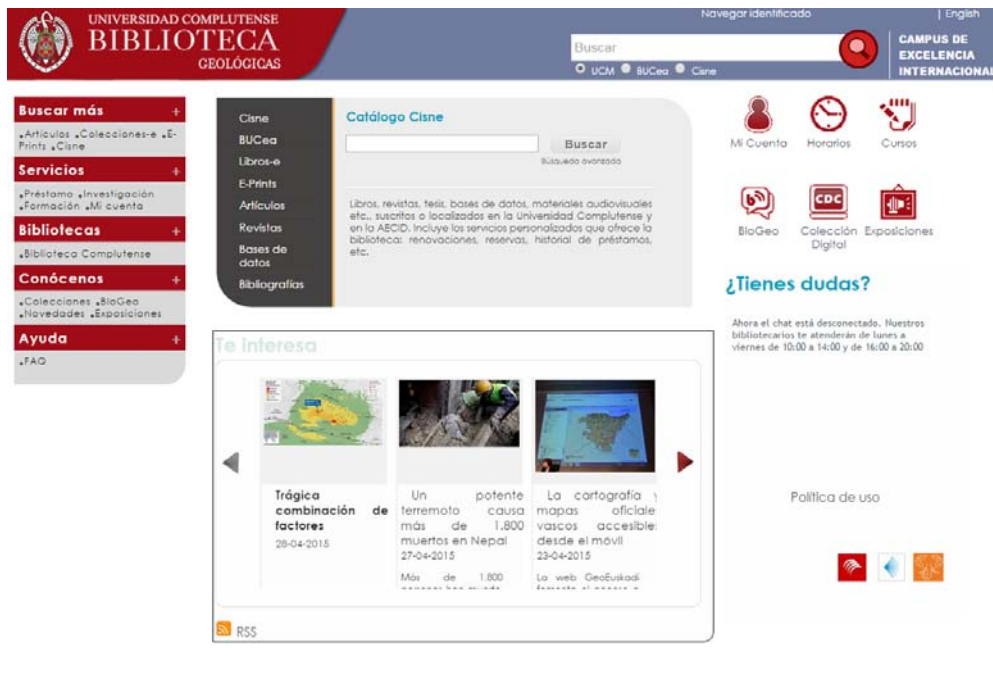 UNIVERSIDAD COMPLUTENSE
BIBLIOTECA
GEOLÓGICAS
Navegar identificado | English
Buscar
UCM BUCea Cisne
CAMPUS DE
EXCELENCIA
INTERNACIONAL
Buscar más +
Artículos Colecciones-e E-
Prints Cisne
Servicios +
Préstamo Investigación
Formación Mi cuenta
Bibliotecas +
Biblioteca Complutense
Conócenos +
Colecciones BloGeo
Novedades Exposiciones
Ayuda +
FAQ
Cisne
BUCea
Libros-e
E-Prints
Artículos
Revistas
Bases de
datos
Bibliografías
Catálogo Cisne
Buscar
Búsqueda avanzada
Libros, revistas, tesis, bases de datos, materiales audiovisuales
etc., suscritos o localizados en la Universidad Complutense y
en la AECID. Incluye los servicios personalizados que ofrece la
biblioteca: renovaciones, reservas, historial de préstamos,
etc.
Mi Cuenta
Horarios
Cursos
BloGeo
CDC
Colección
Digital
Exposiciones
¿Tienes dudas?
Ahora el chat está desconectado. Nuestros
bibliotecarios te atenderán de lunes a
viernes de 10:00 a 14:00 y de 16:00 a 20:00
Te interesa
Trágica
combinación de
factores
28-04-2015
Un potente
terremoto causa
más de 1.800
muertos en Nepal
27-04-2015
Más de 1.800
La cartografía y
mapas oficiale
vascos accesible
desde el móvil
23-04-2015
La web GeoEuskadi
RSS
Política de uso